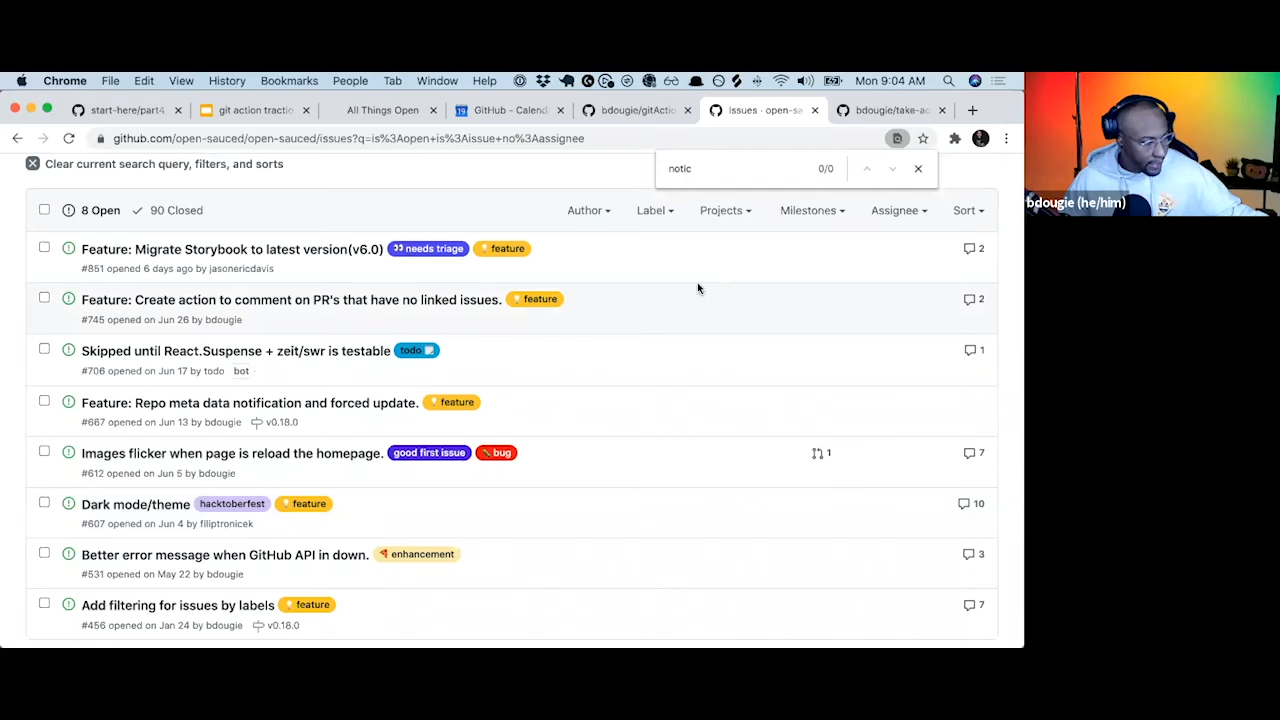 Chrome File Edit View History Bookmarks People Tab Window Help Mon 9:04 AM
start-here/part4 git action tractio All Things Open GitHub - Calend bdougie/gitActio Issues · open-sa bdougie/take-ac
github.com/open-sauced/open-sauced/issues?q=is%3Aopen+is%3Aissue+no%3Aassignee
Clear current search query, filters, and sorts
notic 0/0
8 Open 90 Closed Author Label Projects Milestones Assignee Sort
Feature: Migrate Storybook to latest version(v6.0) needs triage feature 2
#851 opened 6 days ago by jasonericdavis
Feature: Create action to comment on PR's that have no linked issues. feature 2
#745 opened on Jun 26 by bdougie
Skipped until React.Suspense + zeit/swr is testable todo 1
#706 opened on Jun 17 by todo bot
Feature: Repo meta data notification and forced update. feature
#667 opened on Jun 13 by bdougie v0.18.0
Images flicker when page is reload the homepage. good first issue bug 1 7
#612 opened on Jun 5 by bdougie
Dark mode/theme hacktoberfest feature 10
#607 opened on Jun 4 by filiptronicek
Better error message when GitHub API in down. enhancement 3
#531 opened on May 22 by bdougie
Add filtering for issues by labels feature 7
#456 opened on Jan 24 by bdougie v0.18.0
bdougie (he/him)